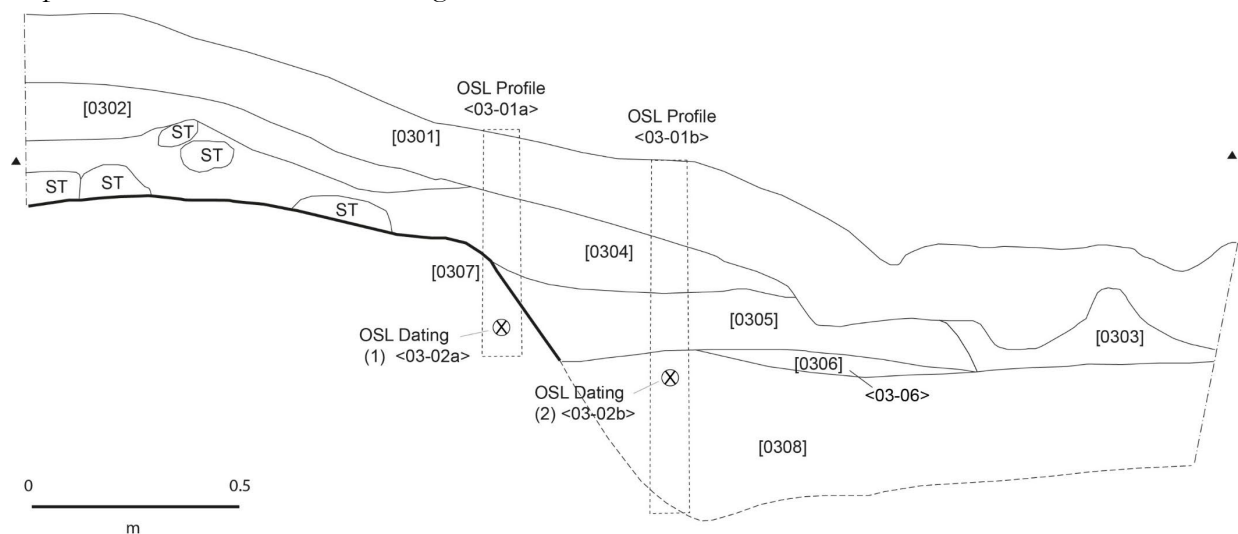 OSL Profile
<03-01a>
OSL Profile
<03-01b>
[0302]
[0301]
ST
ST
ST
ST
ST
[0304]
[0307]
[0305]
[0303]
OSL Dating
(1) <03-02a>
[0306]
<03-06>
OSL Dating
(2) <03-02b>
[0308]
0
0.5
m